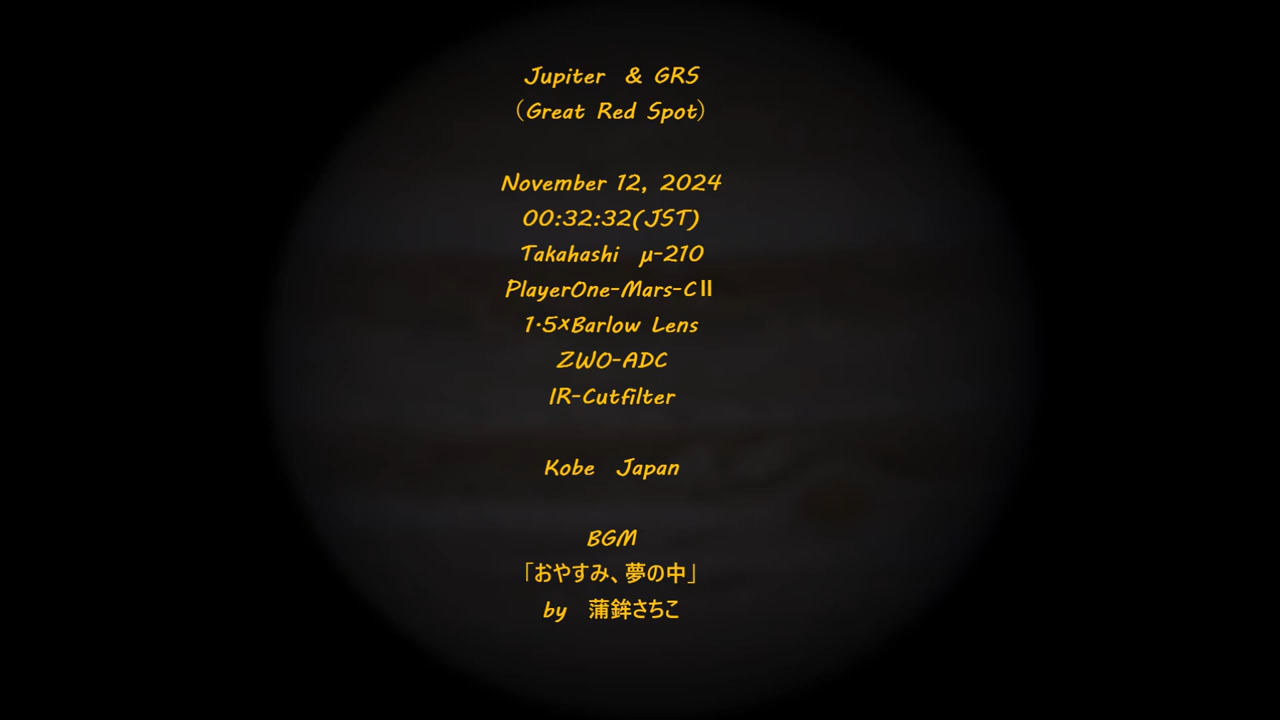 Jupiter & GRS
(Great Red Spot)
November 12, 2024
00:32:32(JST)
Takahashi μ-210
PlayerOne-Mars-CⅡ
1.5×Barlow Lens
ZWO-ADC
IR-Cutfilter
Kobe Japan
BGM
「おやすみ、夢の中」
by 蒲鉾さちこ